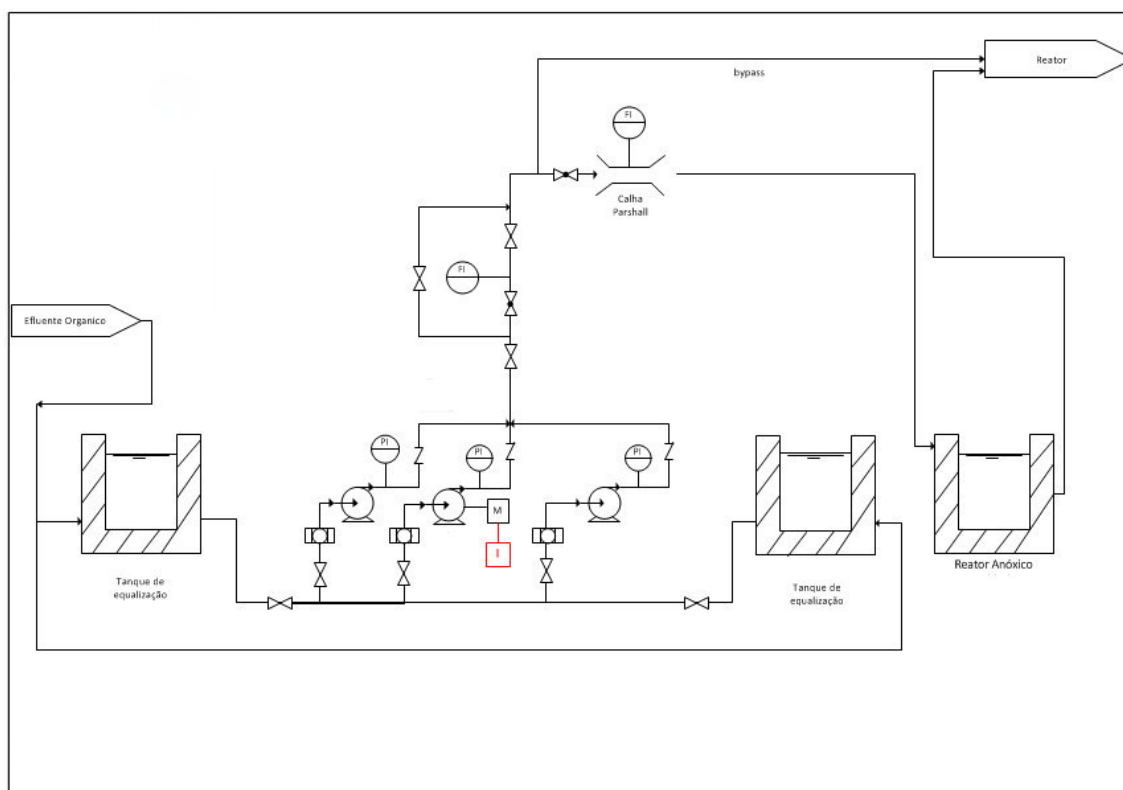 Reator
bypass
FI
Calha
Parshall
FI
Efluente Organico
PI
PI
PI
M
I
Tanque de
equalização
Tanque de
equalização
Reator Anóxico